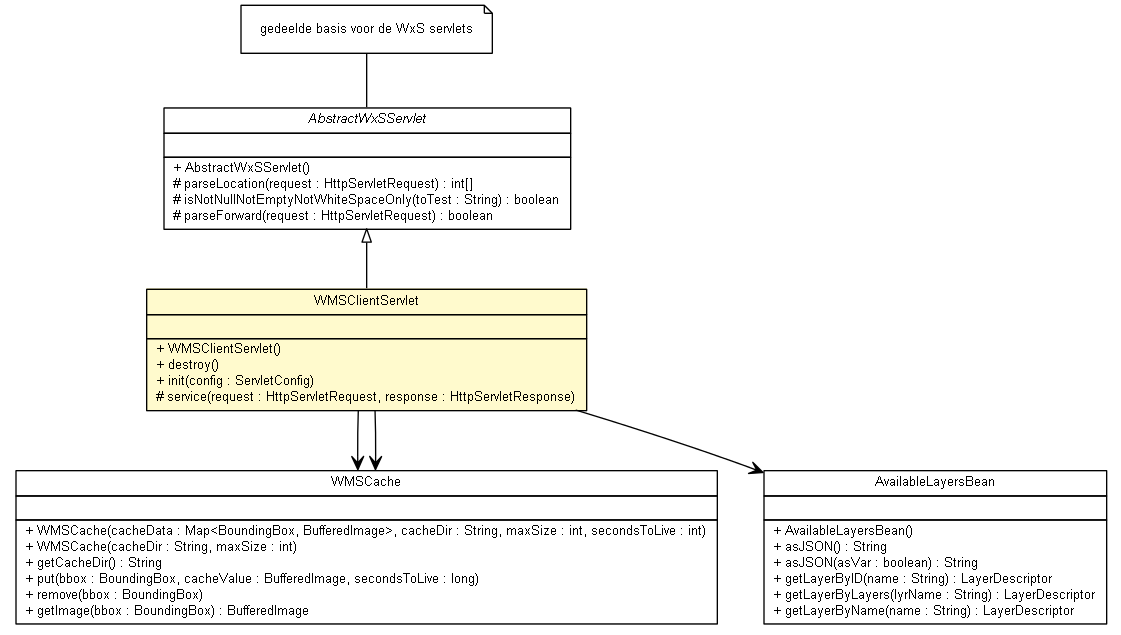 gedeelde basis voor de WxS servlets
AbstractWxSServlet
+ AbstractWxSServlet()
# parseLocation(request : HttpServletRequest) : int[]
# isNotNullNotEmptyNotWhiteSpaceOnly(toTest : String) : boolean
# parseForward(request : HttpServletRequest) : boolean
WMSClientServlet
+ WMSClientServlet()
+ destroy()
+ init(config : ServletConfig)
# service(request : HttpServletRequest, response : HttpServletResponse)
WMSCache
+ WMSCache(cacheData : Map<BoundingBox, BufferedImage>, cacheDir : String, maxSize : int, secondsToLive : int)
+ WMSCache(cacheDir : String, maxSize : int)
+ getCacheDir() : String
+ put(bbox : BoundingBox, cacheValue : BufferedImage, secondsToLive : long)
+ remove(bbox : BoundingBox)
+ getImage(bbox : BoundingBox) : BufferedImage
AvailableLayersBean
+ AvailableLayersBean()
+ asJSON() : String
+ asJSON(asVar : boolean) : String
+ getLayerByID(name : String) : LayerDescriptor
+ getLayerByLayers(lyrName : String) : LayerDescriptor
+ getLayerByName(name : String) : LayerDescriptor